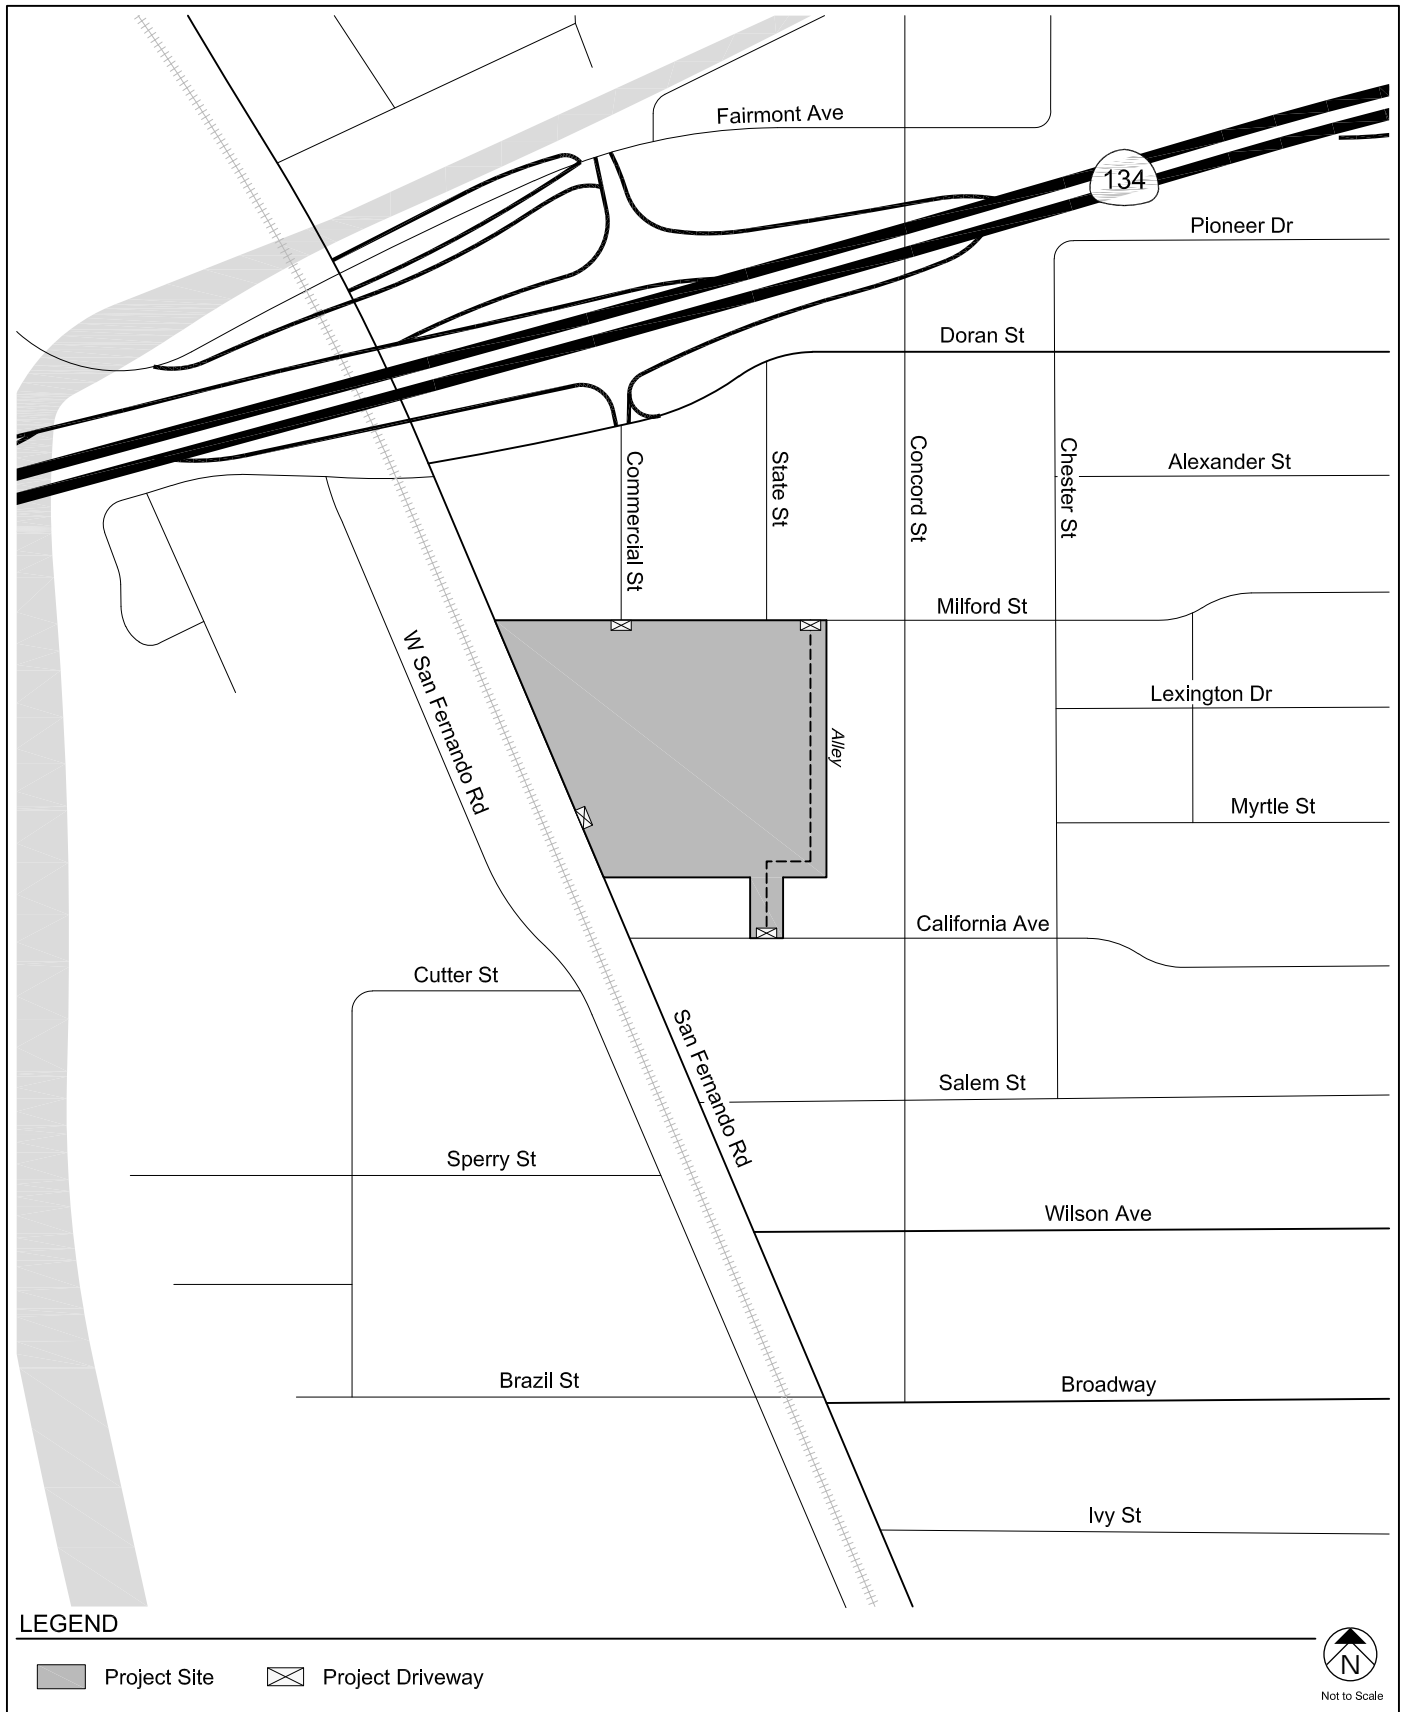 Fairmont Ave
134
Pioneer Dr
Doran St
Commercial St
State St
Concord St
Chester St
Alexander St
Milford St
W San Fernando Rd
Lexington Dr
Alley
Myrtle St
California Ave
Cutter St
San Fernando Rd
Salem St
Sperry St
Wilson Ave
Brazil St
Broadway
Ivy St
LEGEND
Project Site
Project Driveway
N
Not to Scale